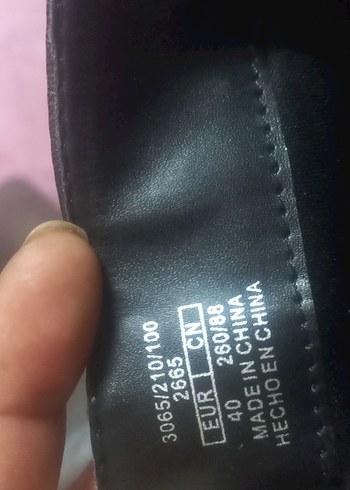 3065/210/100
2665
EUR CN
40 260/88
MADE IN CHINA
HECHO EN CHINA